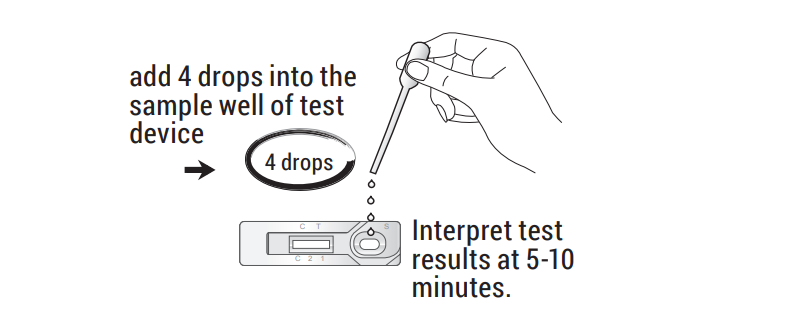 add 4 drops into the
sample well of test
device
4 drops
C T
S
C 2 1
Interpret test
results at 5-10
minutes.